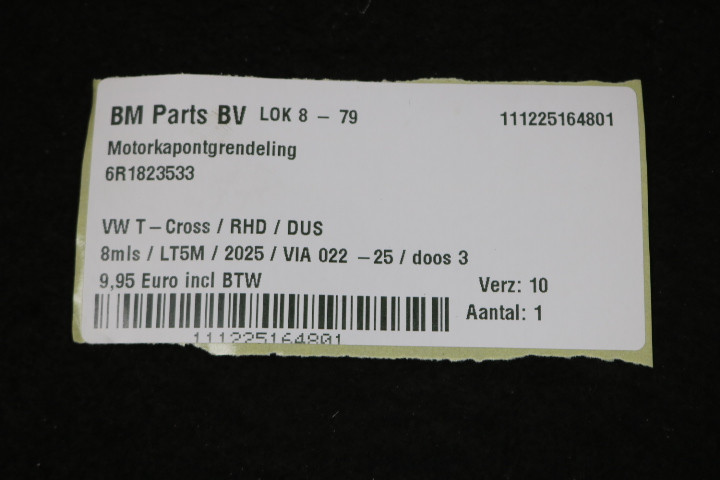 BM Parts BV LOK 8 - 79 111225164801
Motorkapontgrendeling
6R1823533
VW T-Cross / RHD / DUS
8mls / LT5M / 2025 / VIA 022 -25 / doos 3
9,95 Euro incl BTW Verz: 10
Aantal: 1
111225164801